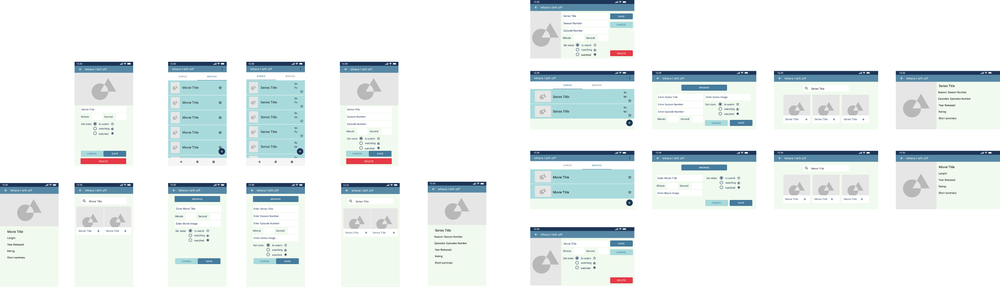 12:30
Where I left off
Series Title
SAVE
Season Number
CANCEL
Episode Number
Minute
Second
Set state:
to watch
watching
watched
DELETE
12:30
Where I left off
Movie Title
Minute
Second
Set state:
to watch
watching
watched
CANCEL
SAVE
DELETE
12:30
Where I left off
SERIES
MOVIES
Movie Title
Movie Title
Movie Title
Movie Title
Movie Title
12:30
Where I left off
SERIES
MOVIES
Series Title
Se :
Ep :
Series Title
Se :
Ep :
Series Title
Se :
Ep :
Series Title
Se :
Ep :
Series Title
Se :
Ep :
Se :
12:30
Where I left off
Series Title
Season Number
Episode Number
Minute
Second
Set state:
to watch
watching
watched
CANCEL
SAVE
DELETE
12:30
Where I left off
SERIES
MOVIES
Series Title
Se :
Ep :
Series Title
Se :
Ep :
12:30
Where I left off
BROWSE
Enter Series Title
Enter Series Image
Enter Season Number
Set state:
to watch
watching
Enter Episode Number
watched
Minute
Second
CANCEL
SAVE
12:30
Where I left off
Series Title
Series Title
Series Title
Series Title
12:30
Where I left off
Series Title
Season: Season Number
Episodes: Episodes Number
Year Released:
Rating:
Short summary
12:30
Where I left off
SERIES
MOVIES
Movie Title
Movie Title
12:30
Where I left off
BROWSE
Enter Movie Title
Set state:
to watch
watching
Minute
Second
watched
Enter Movie Image
CANCEL
SAVE
12:30
Where I left off
Movie Title
Movie Title
Movie Title
Movie Title
12:30
Where I left off
Movie Title
Length:
Year Released:
Rating:
Short summary
12:30
Where I left off
Movie Title
Length:
Year Released:
Rating:
Short summary
12:30
Where I left off
Movie Title
Movie Title
Movie Title
12:30
Where I left off
BROWSE
Enter Movie Title
Minute
Second
Enter Movie Image
Set state:
to watch
watching
watched
CANCEL
SAVE
12:30
Where I left off
BROWSE
Enter Series Title
Enter Season Number
Enter Episode Number
Minute
Second
Enter Series Image
Set state:
to watch
watching
watched
CANCEL
SAVE
12:30
Where I left off
Series Title
Series Title
Series Title
12:30
Where I left off
Series Title
Season: Season Number
Episodes: Episodes Number
Year Released:
Rating:
Short summary
12:30
Where I left off
Movie Title
SAVE
Minute
Second
CANCEL
Set state:
to watch
watching
watched
DELETE